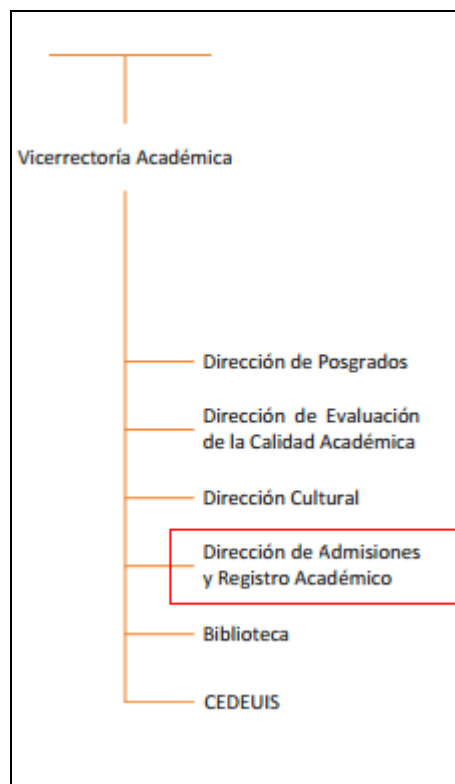 Vicerrectoría Académica
Dirección de Posgrados
Dirección de Evaluación
de la Calidad Académica
Dirección Cultural
Dirección de Admisiones
y Registro Académico
Biblioteca
CEDEUIS